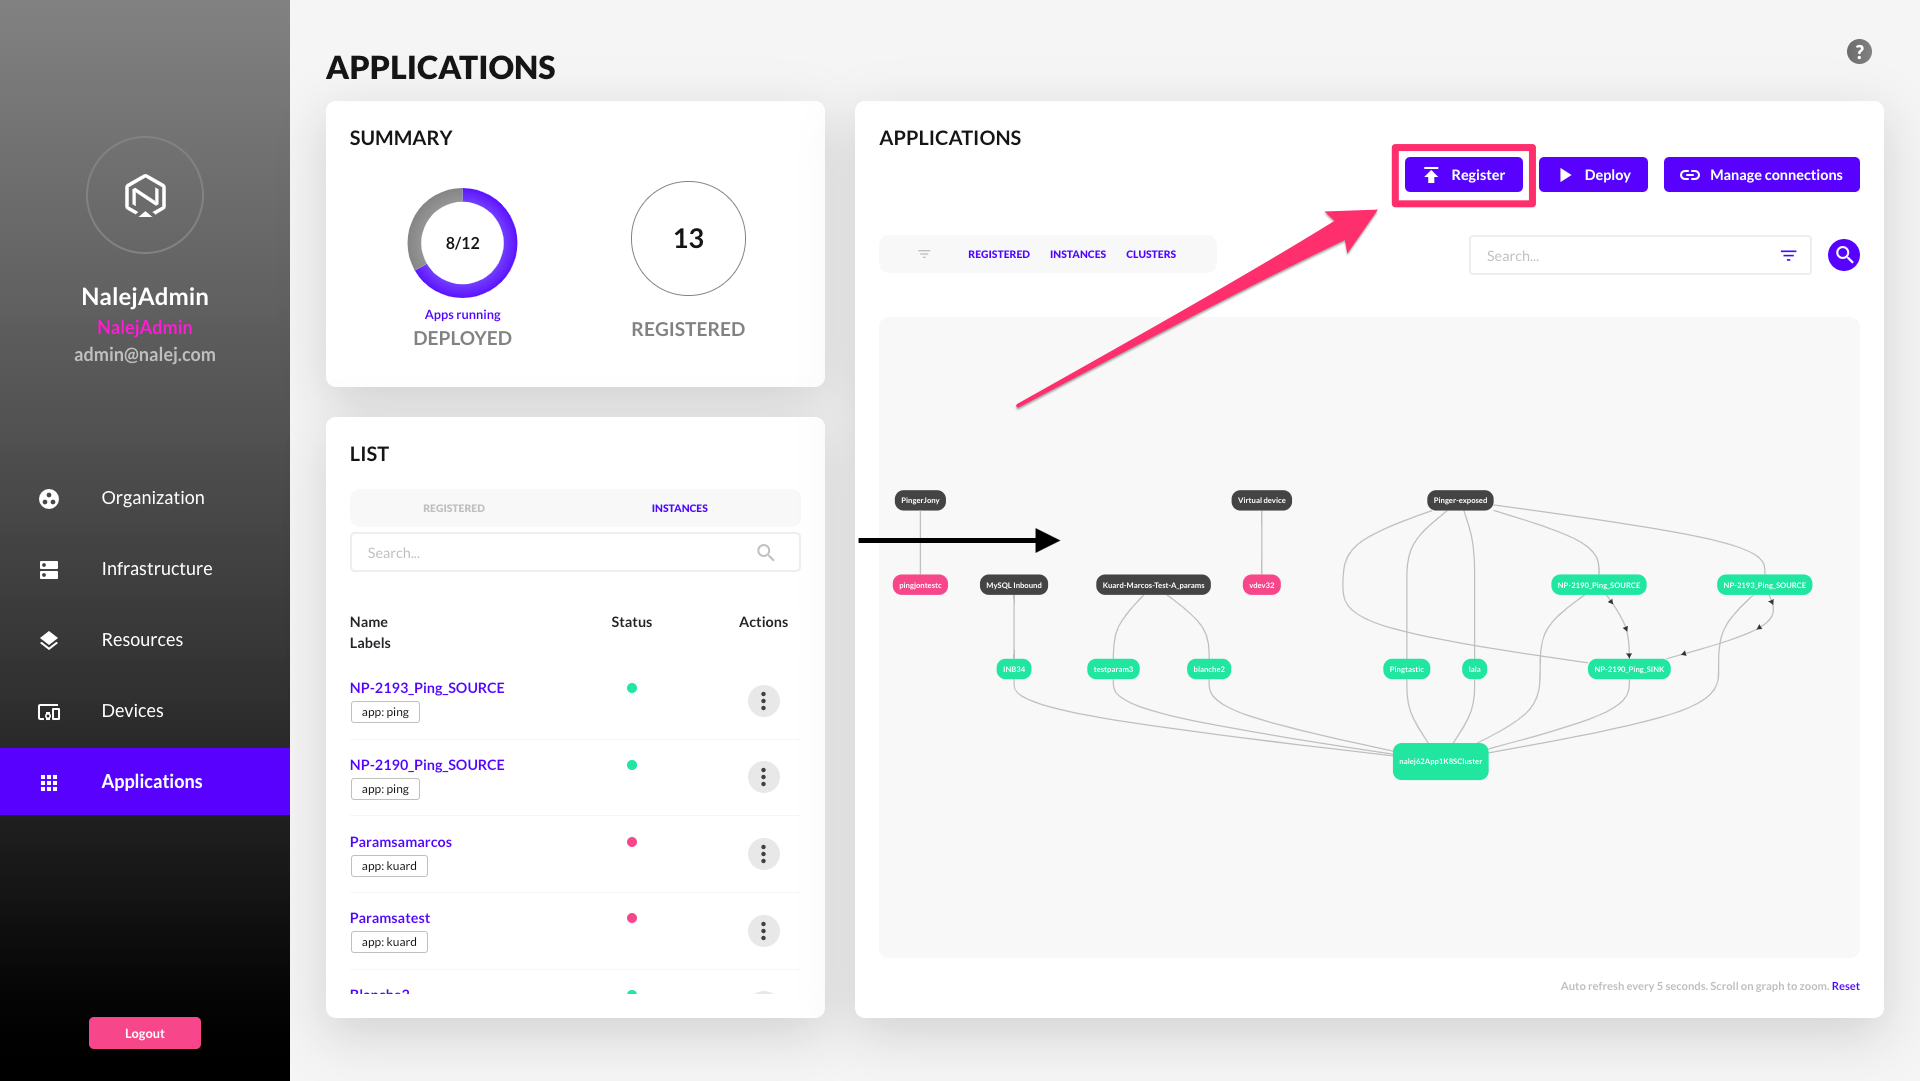 APPLICATIONS
?
NalejAdmin
NalejAdmin
admin@nalej.com
Organization
Infrastructure
Resources
Devices
Applications
Logout
SUMMARY
8/12
Apps running
DEPLOYED
13
REGISTERED
LIST
REGISTERED INSTANCES
Search...
Name Status Actions
Labels
NP-2193_Ping_SOURCE
app: ping
NP-2190_Ping_SOURCE
app: ping
Paramsamarcos
app: kuard
Paramsatest
app: kuard
Blanche2
APPLICATIONS
Register Deploy Manage connections
REGISTERED INSTANCES CLUSTERS
Search...
PingerJony Virtual device Pinger-exposed
pingjontestc MySQL Inbound Kuard-Marcos-Test-A_params vdev32 NP-2190_Ping_SOURCE NP-2193_Ping_SOURCE
INB34 testparam3 blanche2 Pingtastic lala NP-2190_Ping_SINK
nalej62App1K8SCluster
Auto refresh every 5 seconds. Scroll on graph to zoom. Reset